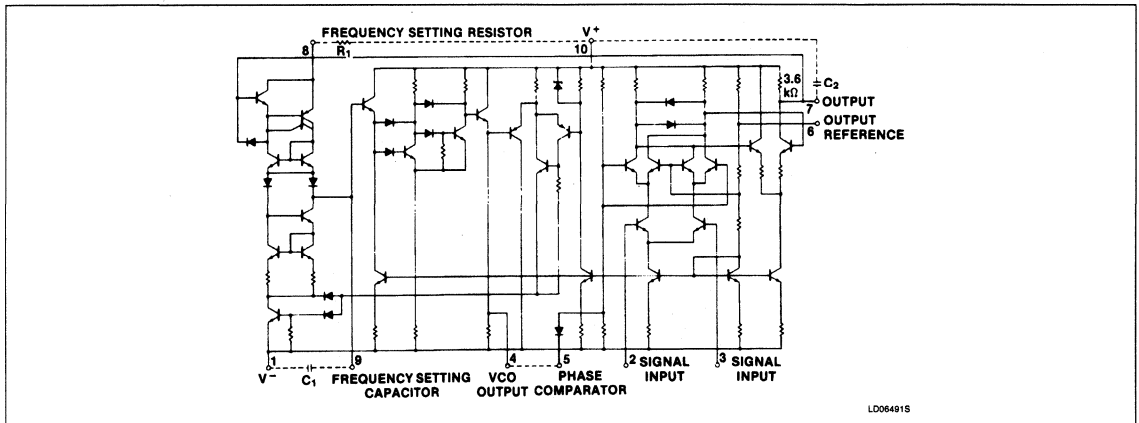 FREQUENCY SETTING RESISTOR
V+
8
R1
10
3.6
kΩ
C2
7
OUTPUT
6
OUTPUT
REFERENCE
1
V−
C1
9
FREQUENCY SETTING
CAPACITOR
4
VCO
OUTPUT
5
PHASE
COMPARATOR
2
SIGNAL
INPUT
3
SIGNAL
INPUT
LD06491S